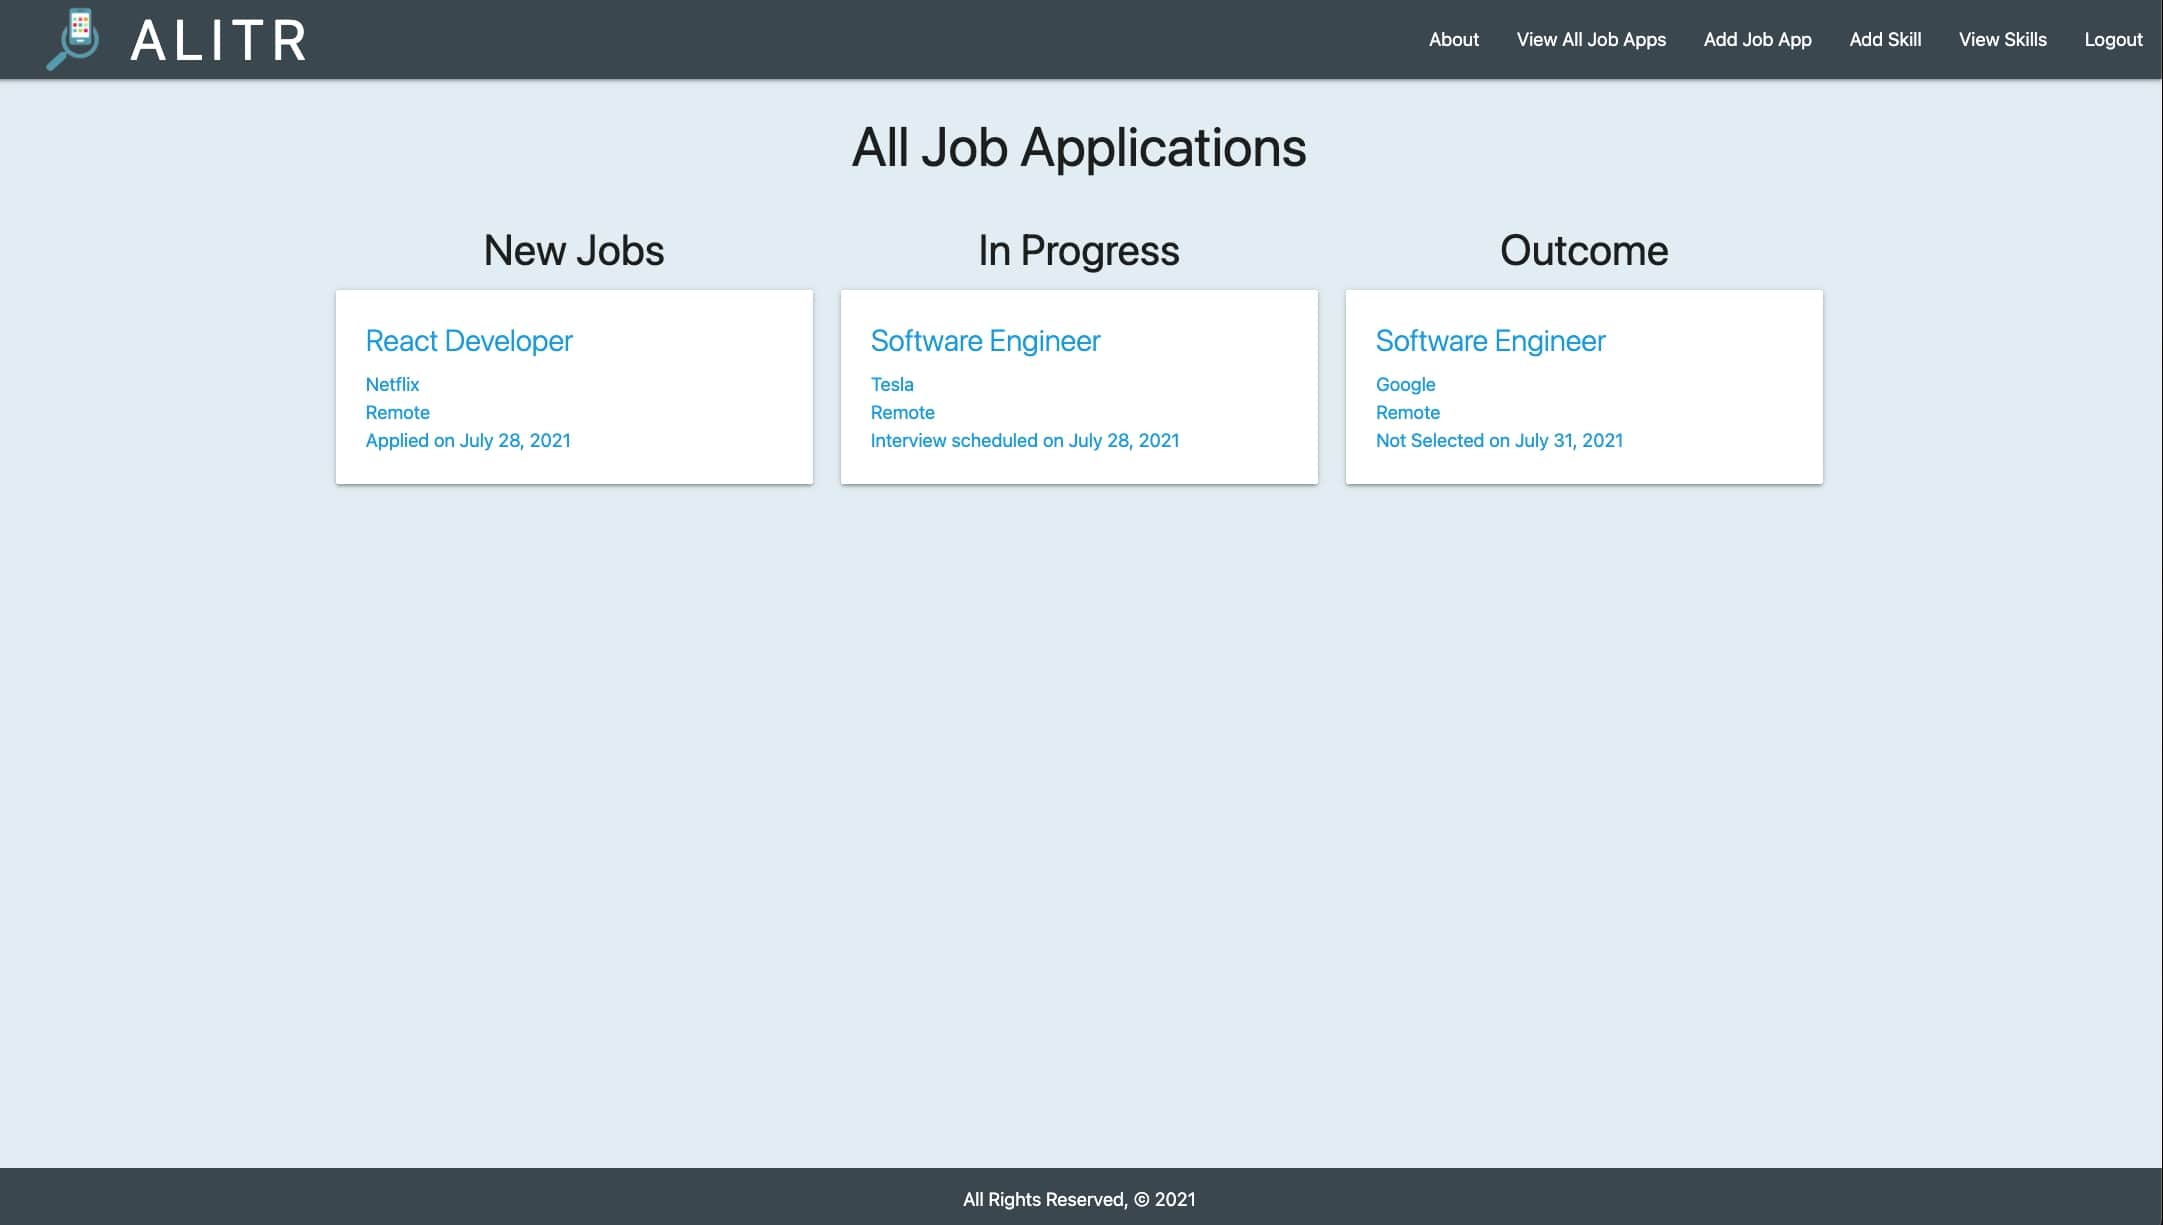 ALITR
About View All Job Apps Add Job App Add Skill View Skills Logout
All Job Applications
New Jobs
React Developer
Netflix
Remote
Applied on July 28, 2021
In Progress
Software Engineer
Tesla
Remote
Interview scheduled on July 28, 2021
Outcome
Software Engineer
Google
Remote
Not Selected on July 31, 2021
All Rights Reserved, © 2021